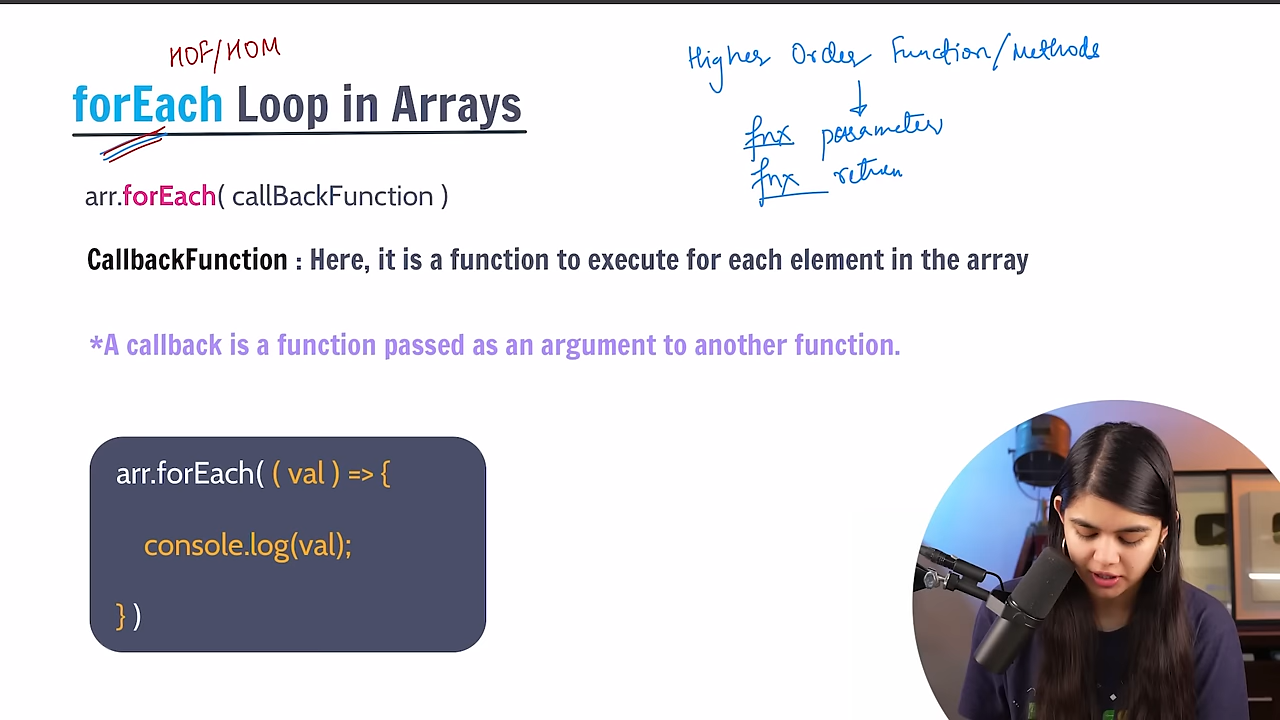 HOF/HOM
forEach Loop in Arrays
Higher Order Function/Methods
fnx parameter
fnx return
arr.forEach( callBackFunction )
CallbackFunction : Here, it is a function to execute for each element in the array
*A callback is a function passed as an argument to another function.
arr.forEach( ( val ) => {
console.log(val);
} )